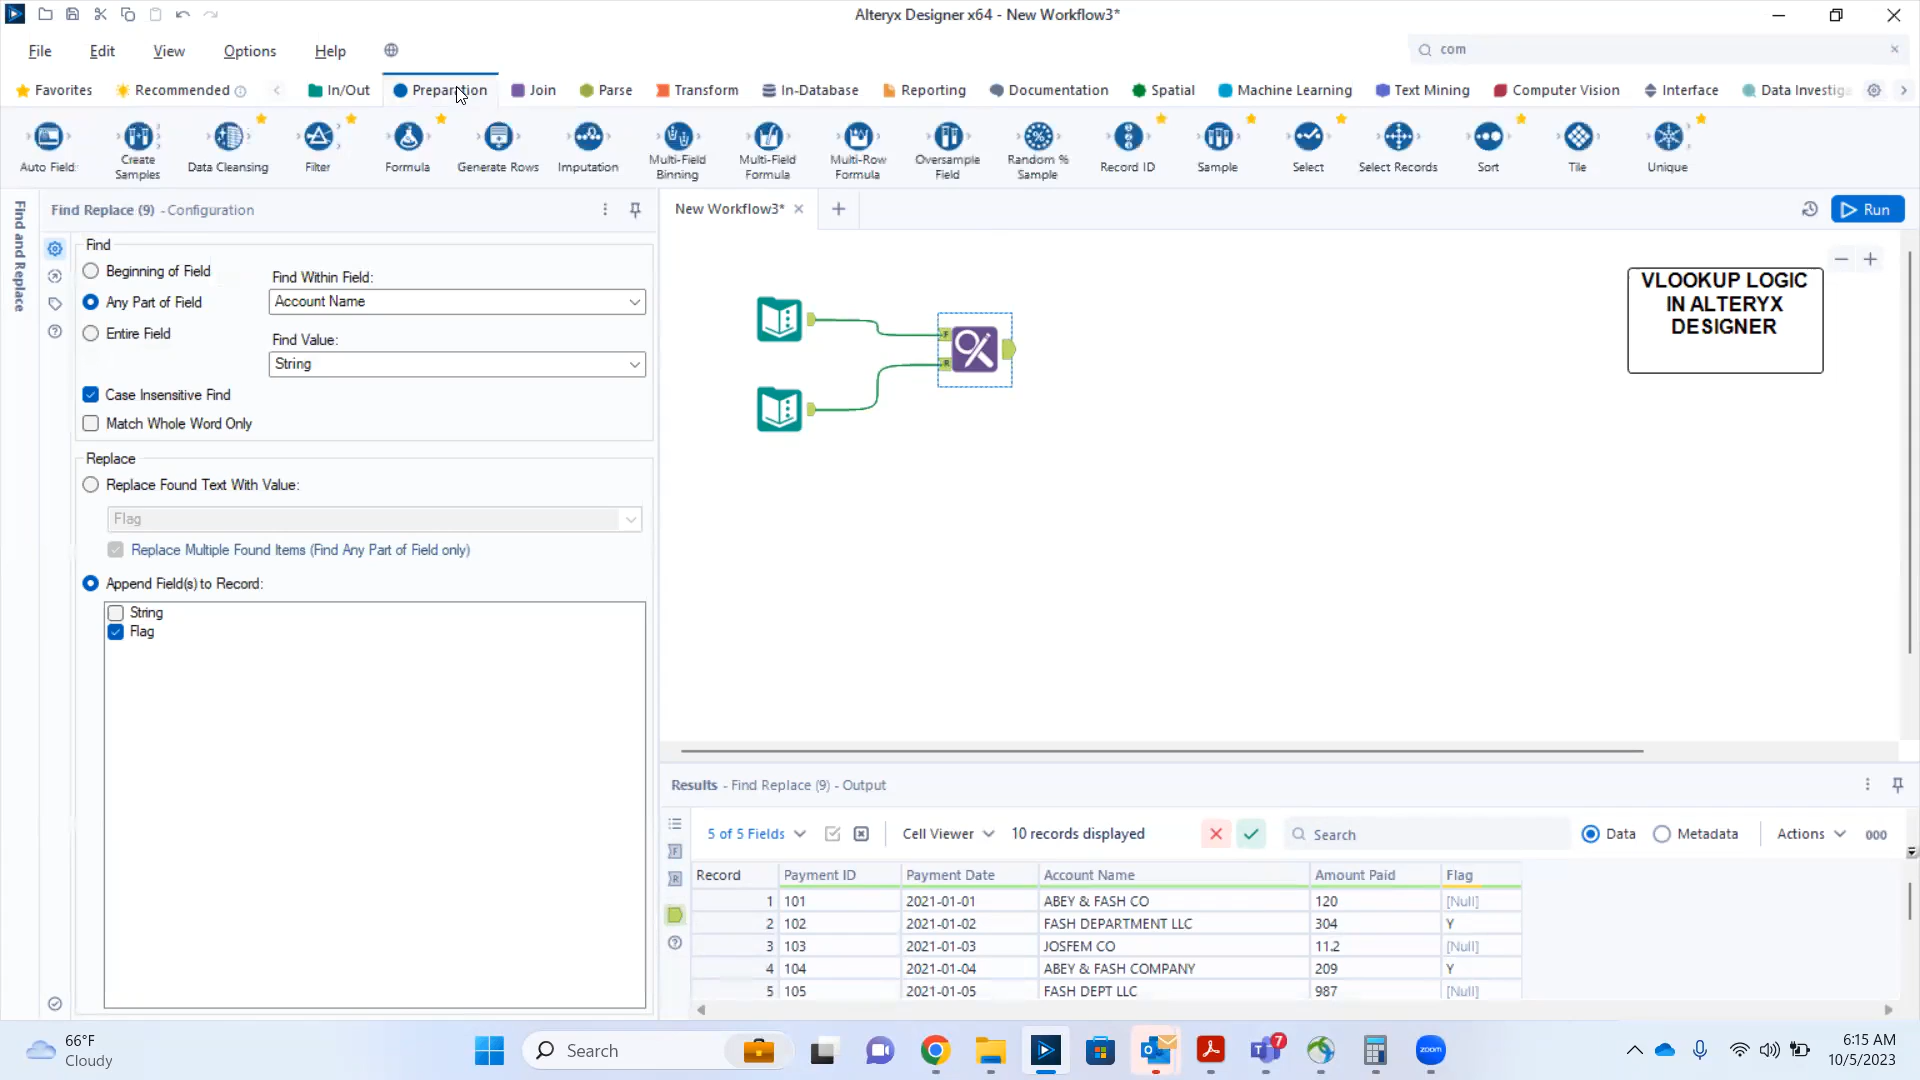 Alteryx Designer x64 - New Workflow3*
File Edit View Options Help
com
Favorites Recommended In/Out Preparation Join Parse Transform In-Database Reporting Documentation Spatial Machine Learning Text Mining Computer Vision Interface Data Investig
Auto Field
Create
Samples
Data Cleansing
Filter
Formula
Generate Rows
Imputation
Multi-Field
Binning
Multi-Field
Formula
Multi-Row
Formula
Oversample
Field
Random %
Sample
Record ID
Sample
Select
Select Records
Sort
Tile
Unique
Find and Replace
Find Replace (9) - Configuration
Find
Beginning of Field
Any Part of Field
Entire Field
Find Within Field:
Account Name
Find Value:
String
Case Insensitive Find
Match Whole Word Only
Replace
Replace Found Text With Value:
Flag
Replace Multiple Found Items (Find Any Part of Field only)
Append Field(s) to Record:
String
Flag
New Workflow3*
Run
F
R
VLOOKUP LOGIC
IN ALTERYX
DESIGNER
Results - Find Replace (9) - Output
5 of 5 Fields Cell Viewer 10 records displayed Search Data Metadata Actions 000
F
R
Record Payment ID Payment Date Account Name Amount Paid Flag
1 101 2021-01-01 ABEY & FASH CO 120 [Null]
2 102 2021-01-02 FASH DEPARTMENT LLC 304 Y
3 103 2021-01-03 JOSFEM CO 11.2 [Null]
4 104 2021-01-04 ABEY & FASH COMPANY 209 Y
5 105 2021-01-05 FASH DEPT LLC 987 [Null]
66°F
Cloudy
Search
7
zoom
6:15 AM
10/5/2023